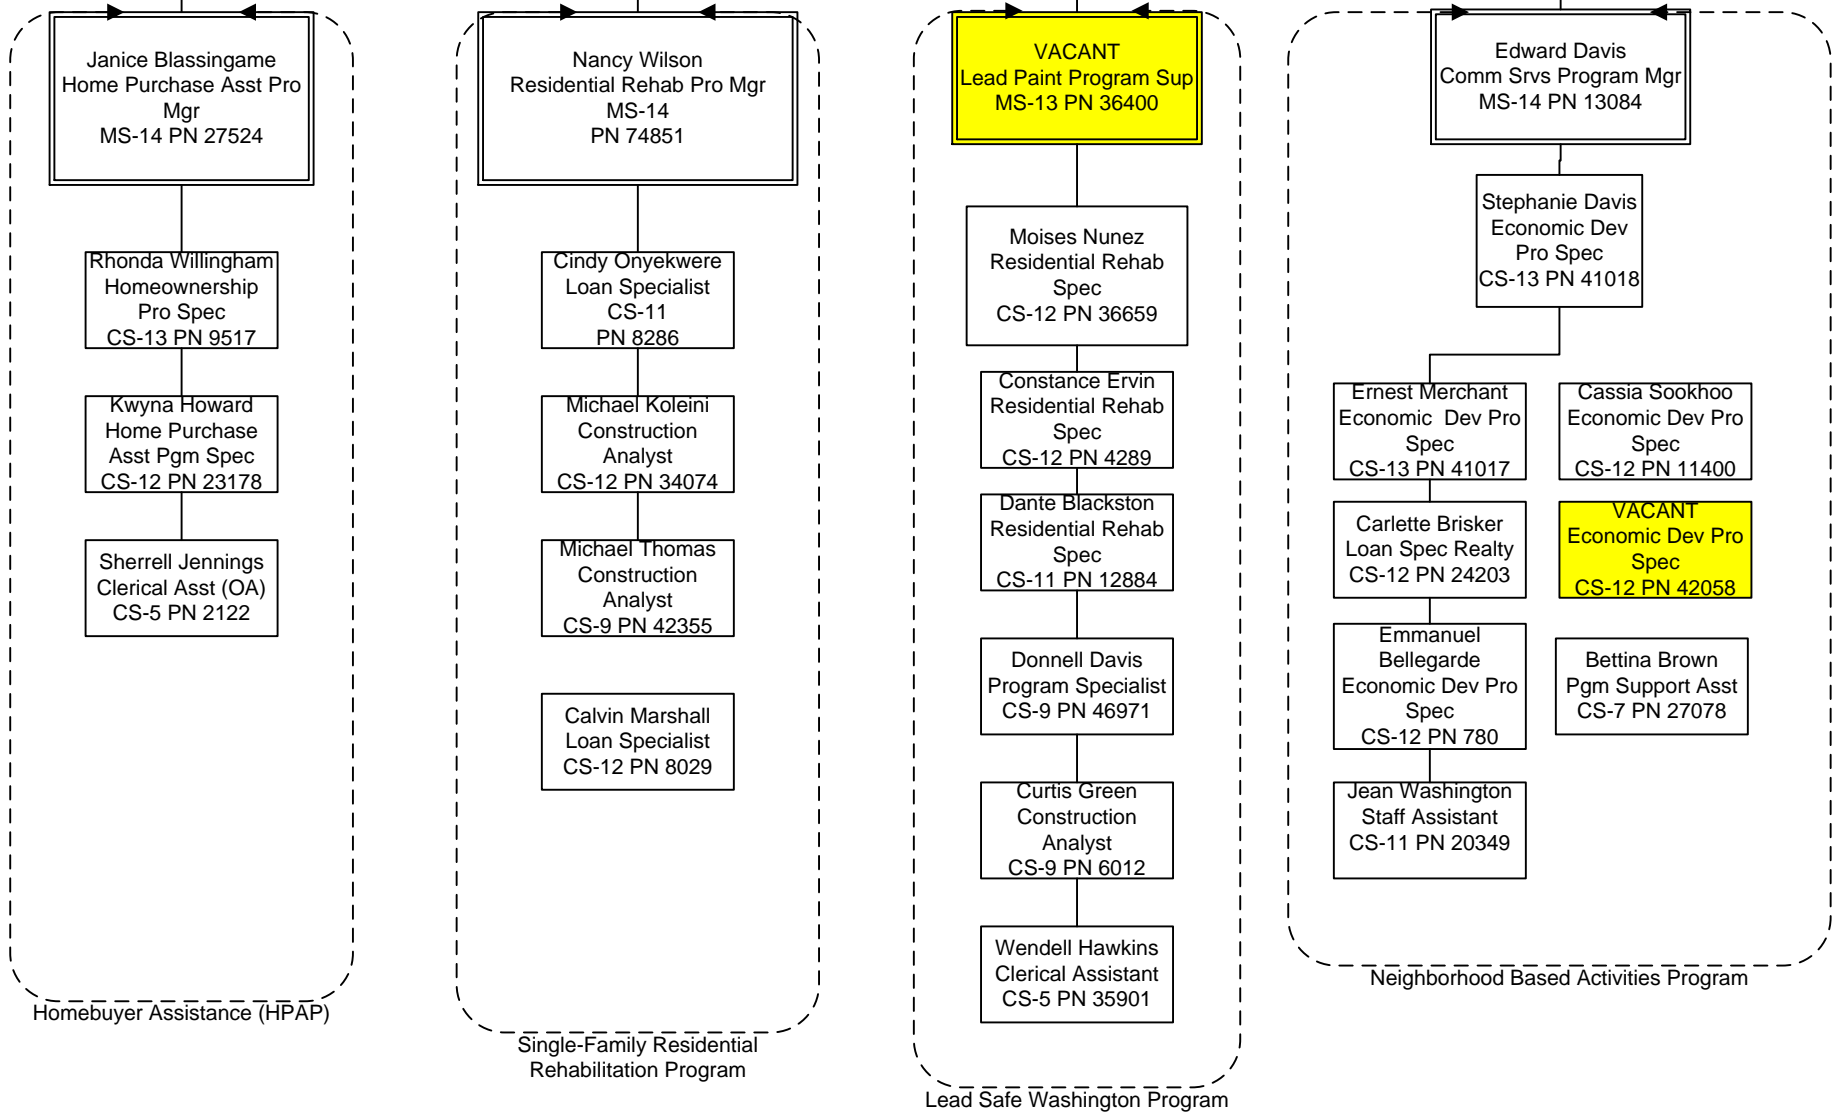 Janice Blassingame
Home Purchase Asst Pro
Mgr
MS-14 PN 27524
Rhonda Willingham
Homeownership
Pro Spec
CS-13 PN 9517
Kwyna Howard
Home Purchase
Asst Pgm Spec
CS-12 PN 23178
Sherrell Jennings
Clerical Asst (OA)
CS-5 PN 2122
Homebuyer Assistance (HPAP)
Nancy Wilson
Residential Rehab Pro Mgr
MS-14
PN 74851
Cindy Onyekwere
Loan Specialist
CS-11
PN 8286
Michael Koleini
Construction
Analyst
CS-12 PN 34074
Michael Thomas
Construction
Analyst
CS-9 PN 42355
Calvin Marshall
Loan Specialist
CS-12 PN 8029
Single-Family Residential
Rehabilitation Program
VACANT
Lead Paint Program Sup
MS-13 PN 36400
Moises Nunez
Residential Rehab
Spec
CS-12 PN 36659
Constance Ervin
Residential Rehab
Spec
CS-12 PN 4289
Dante Blackston
Residential Rehab
Spec
CS-11 PN 12884
Donnell Davis
Program Specialist
CS-9 PN 46971
Curtis Green
Construction
Analyst
CS-9 PN 6012
Wendell Hawkins
Clerical Assistant
CS-5 PN 35901
Lead Safe Washington Program
Edward Davis
Comm Srvs Program Mgr
MS-14 PN 13084
Stephanie Davis
Economic Dev
Pro Spec
CS-13 PN 41018
Ernest Merchant
Economic  Dev Pro
Spec
CS-13 PN 41017
Carlette Brisker
Loan Spec Realty
CS-12 PN 24203
Emmanuel
Bellegarde
Economic Dev Pro
Spec
CS-12 PN 780
Jean Washington
Staff Assistant
CS-11 PN 20349
Cassia Sookhoo
Economic Dev Pro
Spec
CS-12 PN 11400
VACANT
Economic Dev Pro
Spec
CS-12 PN 42058
Bettina Brown
Pgm Support Asst
CS-7 PN 27078
Neighborhood Based Activities Program